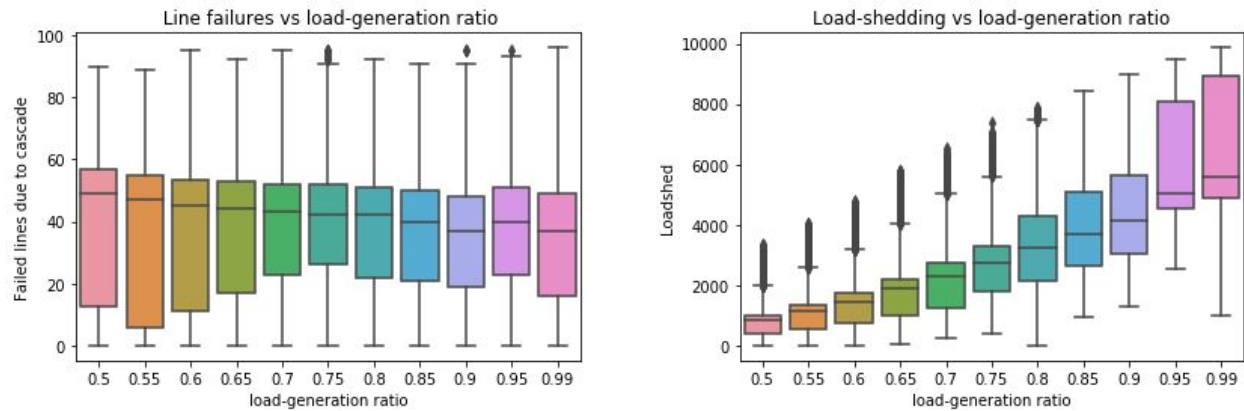 Line failures vs load-generation ratio
100
80
60
40
20
0
Failed lines due to cascade
0.5 0.55 0.6 0.65 0.7 0.75 0.8 0.85 0.9 0.95 0.99
load-generation ratio
Load-shedding vs load-generation ratio
10000
8000
6000
4000
2000
0
Loadshed
0.5 0.55 0.6 0.65 0.7 0.75 0.8 0.85 0.9 0.95 0.99
load-generation ratio